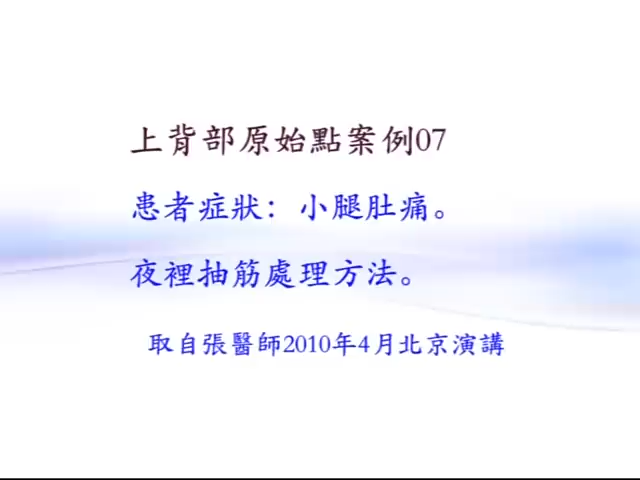 上背部原始點案例07
患者症狀：小腿肚痛。
夜裡抽筋處理方法。
取自張醫師2010年4月北京演講